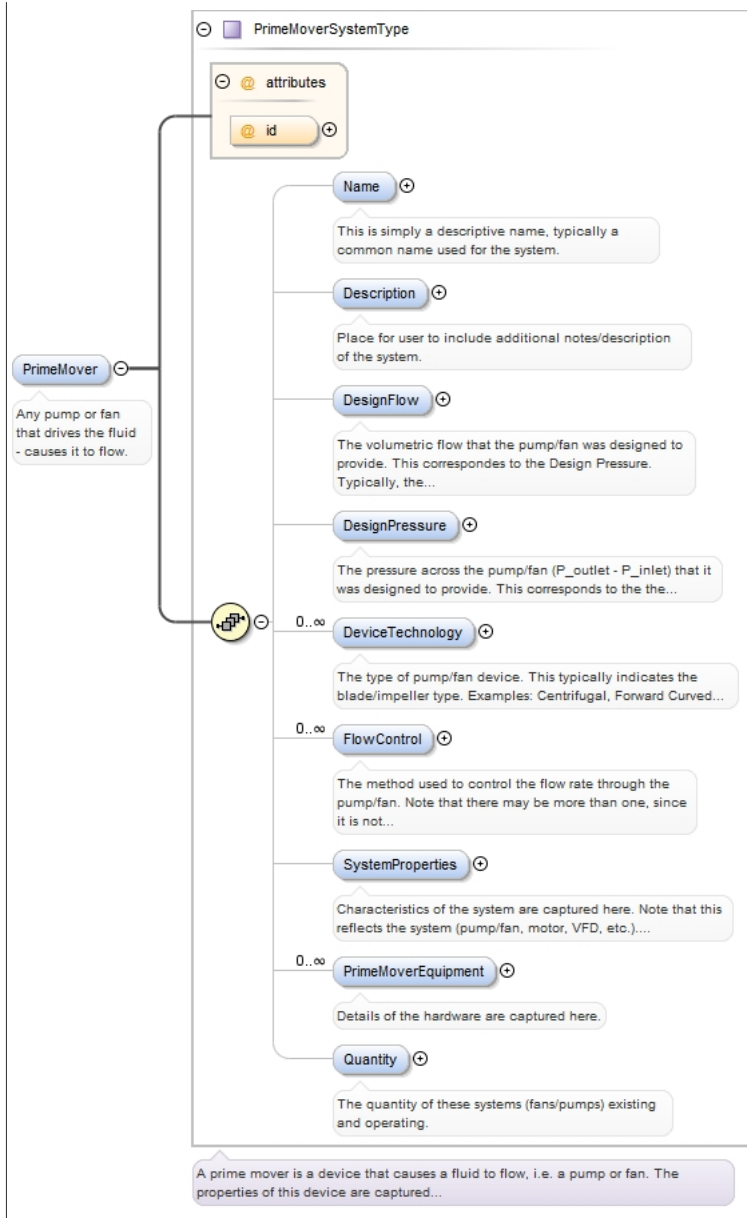 PrimeMoverSystemType
@ attributes
@ id
Name
This is simply a descriptive name, typically a
common name used for the system.
Description
Place for user to include additional notes/description
of the system.
PrimeMover
Any pump or fan
that drives the fluid
- causes it to flow.
DesignFlow
The volumetric flow that the pump/fan was designed to
provide. This correspondes to the Design Pressure.
Typically, the...
DesignPressure
The pressure across the pump/fan (P_outlet - P_inlet) that it
was designed to provide. This corresponds to the the...
0..∞
DeviceTechnology
The type of pump/fan device. This typically indicates the
blade/impeller type. Examples: Centrifugal, Forward Curved...
0..∞
FlowControl
The method used to control the flow rate through the
pump/fan. Note that there may be more than one, since
it is not...
SystemProperties
Characteristics of the system are captured here. Note that this
reflects the system (pump/fan, motor, VFD, etc.)....
0..∞
PrimeMoverEquipment
Details of the hardware are captured here.
Quantity
The quantity of these systems (fans/pumps) existing
and operating.
A prime mover is a device that causes a fluid to flow, i.e. a pump or fan. The
properties of this device are captured...